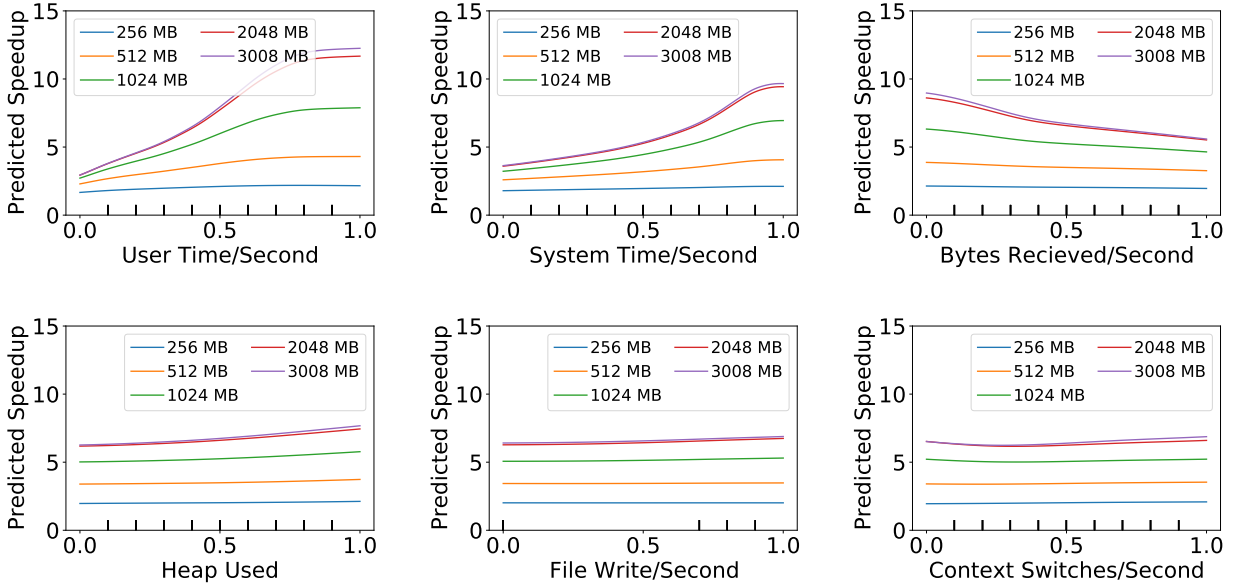 Predicted Speedup
15
10
5
0
256 MB 2048 MB
512 MB 3008 MB
1024 MB
0.0 0.5 1.0
User Time/Second
Predicted Speedup
15
10
5
0
256 MB 2048 MB
512 MB 3008 MB
1024 MB
0.0 0.5 1.0
System Time/Second
Predicted Speedup
15
10
5
0
256 MB 2048 MB
512 MB 3008 MB
1024 MB
0.0 0.5 1.0
Bytes Recieved/Second
Predicted Speedup
15
10
5
0
256 MB 2048 MB
512 MB 3008 MB
1024 MB
0.0 0.5 1.0
Heap Used
Predicted Speedup
15
10
5
0
256 MB 2048 MB
512 MB 3008 MB
1024 MB
0.0 0.5 1.0
File Write/Second
Predicted Speedup
15
10
5
0
256 MB 2048 MB
512 MB 3008 MB
1024 MB
0.0 0.5 1.0
Context Switches/Second